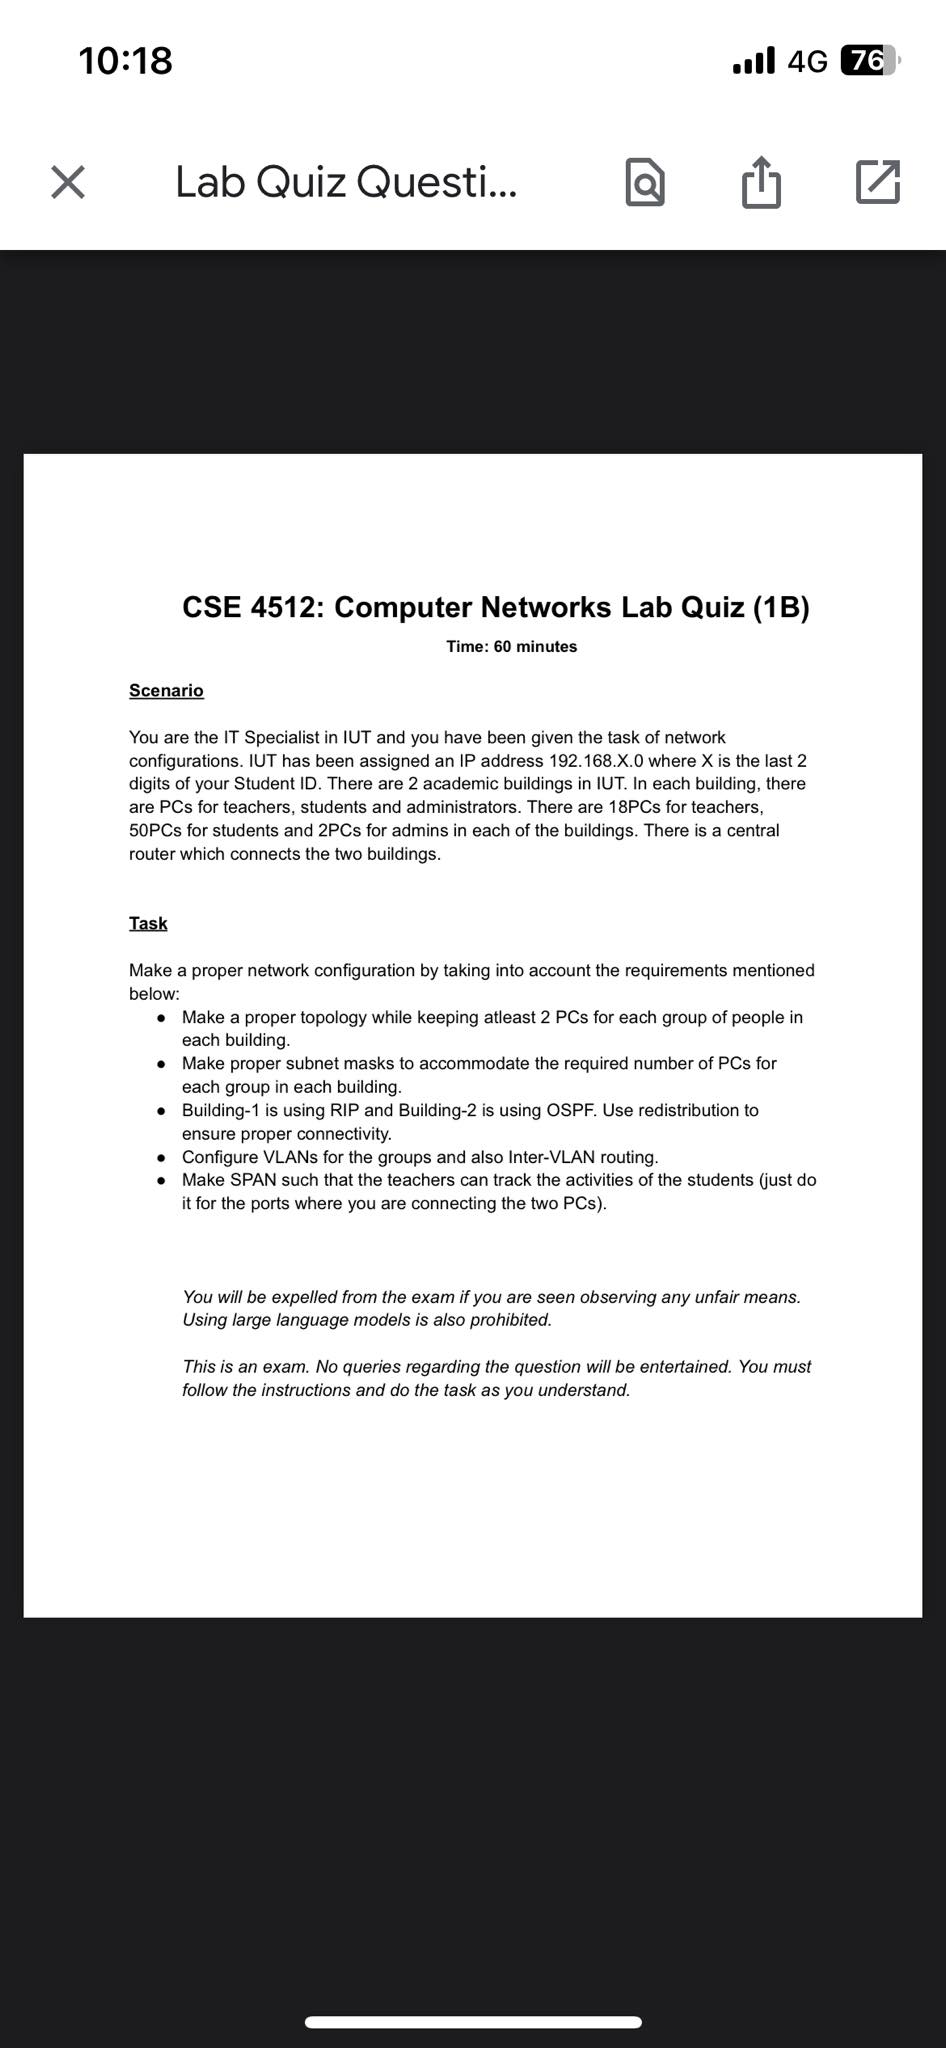 10:18
4G 76
Lab Quiz Questi...
CSE 4512: Computer Networks Lab Quiz (1B)
Time: 60 minutes
Scenario
You are the IT Specialist in IUT and you have been given the task of network
configurations. IUT has been assigned an IP address 192.168.X.0 where X is the last 2
digits of your Student ID. There are 2 academic buildings in IUT. In each building, there
are PCs for teachers, students and administrators. There are 18PCs for teachers,
50PCs for students and 2PCs for admins in each of the buildings. There is a central
router which connects the two buildings.
Task
Make a proper network configuration by taking into account the requirements mentioned
below:
● Make a proper topology while keeping atleast 2 PCs for each group of people in
each building.
● Make proper subnet masks to accommodate the required number of PCs for
each group in each building.
● Building-1 is using RIP and Building-2 is using OSPF. Use redistribution to
ensure proper connectivity.
● Configure VLANs for the groups and also Inter-VLAN routing.
● Make SPAN such that the teachers can track the activities of the students (just do
it for the ports where you are connecting the two PCs).
You will be expelled from the exam if you are seen observing any unfair means.
Using large language models is also prohibited.
This is an exam. No queries regarding the question will be entertained. You must
follow the instructions and do the task as you understand.